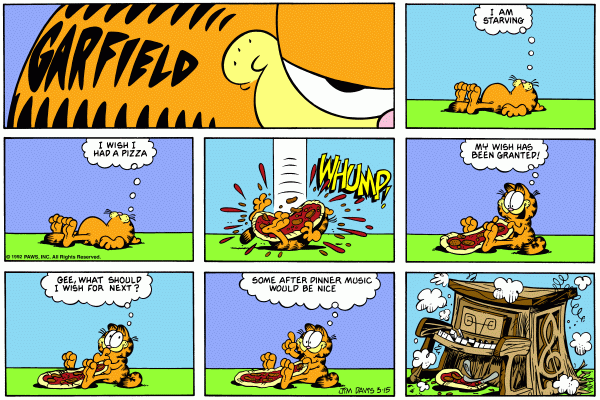 GARFIELD
I AM
STARVING
I WISH I
HAD A PIZZA
© 1992 PAWS, INC. All Rights Reserved.
WHUMP!
MY WISH HAS
BEEN GRANTED!
GEE, WHAT SHOULD
I WISH FOR NEXT?
SOME AFTER DINNER MUSIC
WOULD BE NICE
JIM DAVIS 3-15